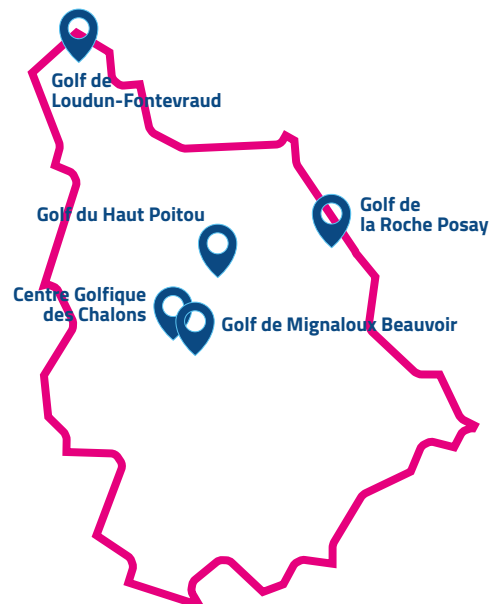 Golf de
Loudun-Fontevraud
Golf du Haut Poitou
Golf de
la Roche Posay
Centre Golfique
des Chalons
Golf de Mignaloux Beauvoir